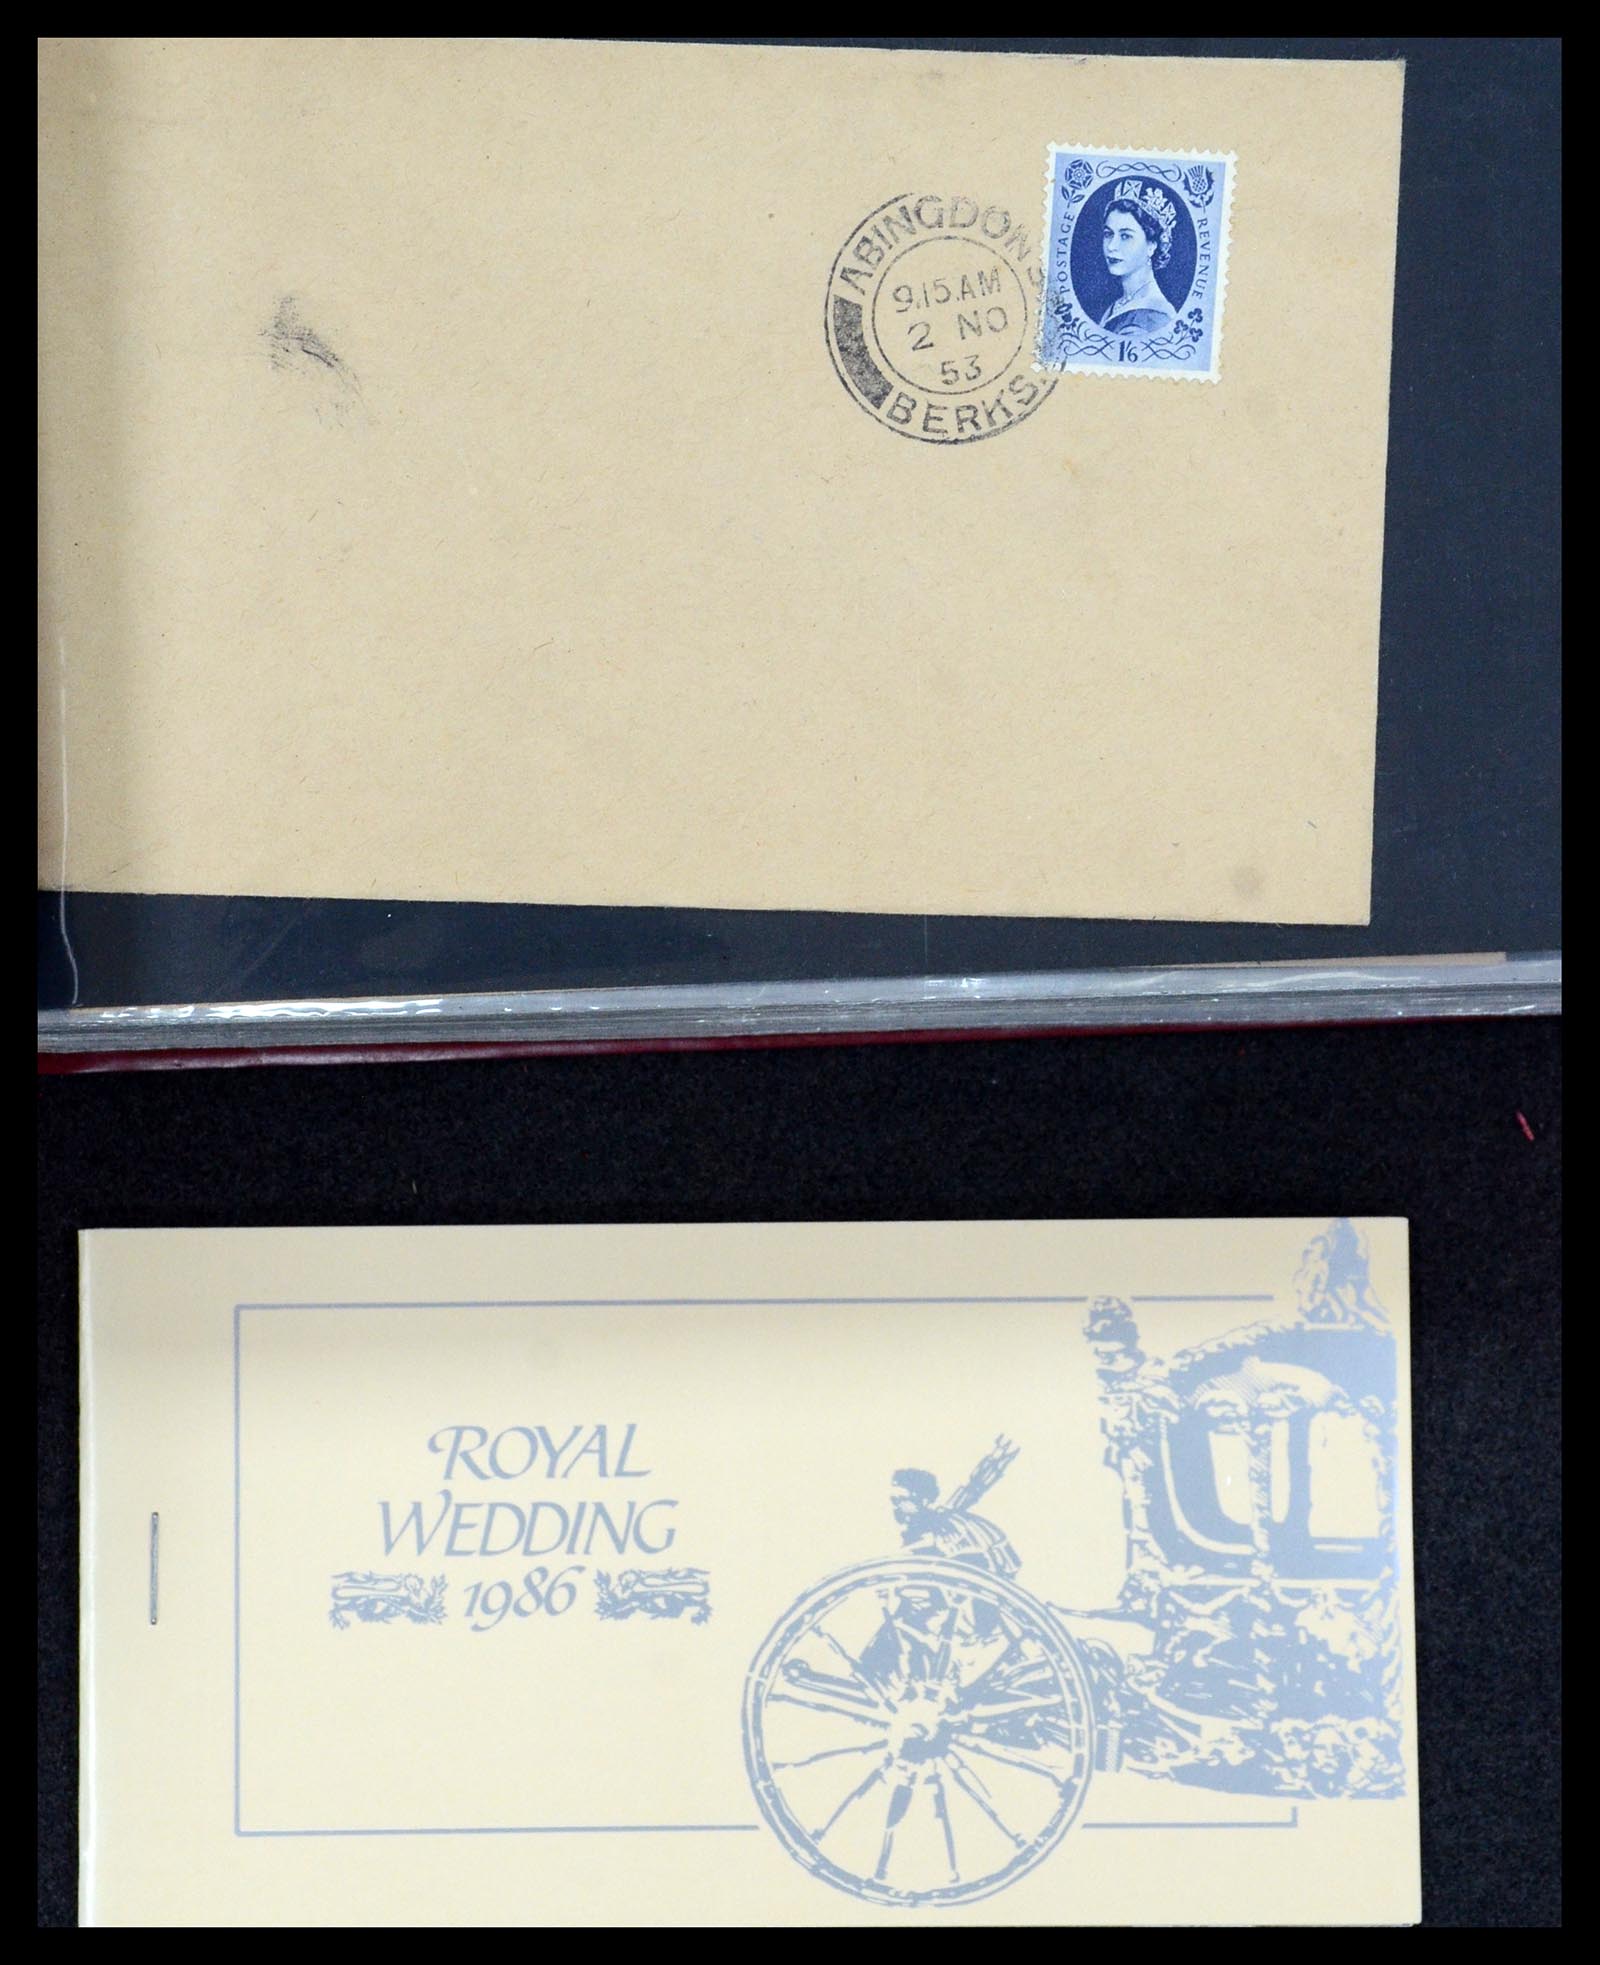 ABINGDON
9.15.AM
2 NO
53
BERKS.
POSTAGE
REVENUE
1/6
ROYAL
WEDDING
1986